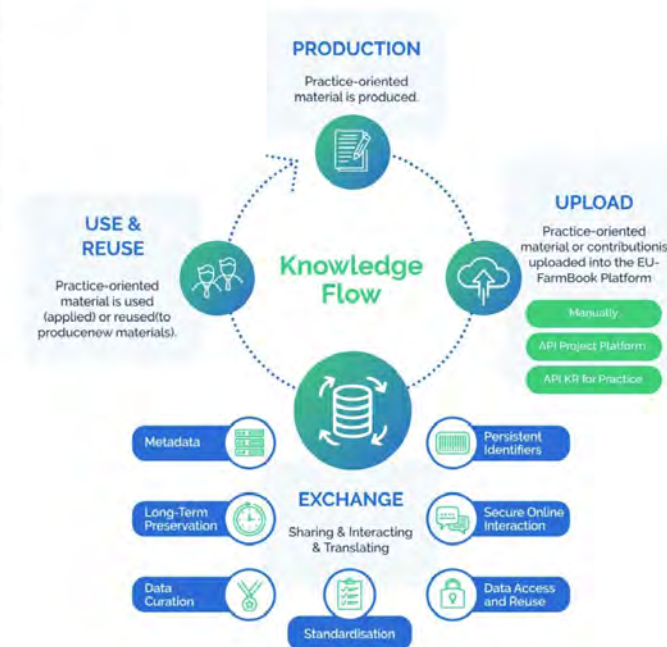 PRODUCTION
Practice-oriented
material is produced.
UPLOAD
Practice-oriented
material or contributionis
uploaded into the EU-
FarmBook Platform
Manually
API Project Platform
API KR for Practice
USE &
REUSE
Practice-oriented
material is used
(applied) or reused(to
producenew materials).
Knowledge
Flow
Metadata
Persistent
Identifiers
EXCHANGE
Sharing & Interacting
& Translating
Long-Term
Preservation
Secure Online
Interaction
Data
Curation
Data Access
and Reuse
Standardisation